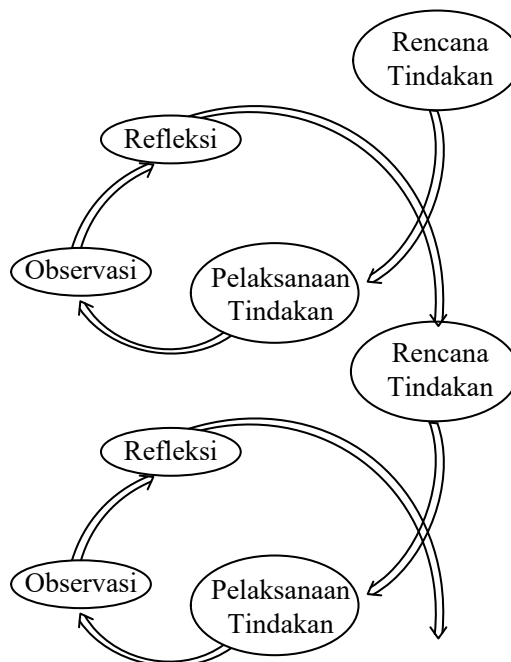 Rencana
Tindakan
Refleksi
Observasi
Pelaksanaan
Tindakan
Rencana
Tindakan
Refleksi
Observasi
Pelaksanaan
Tindakan